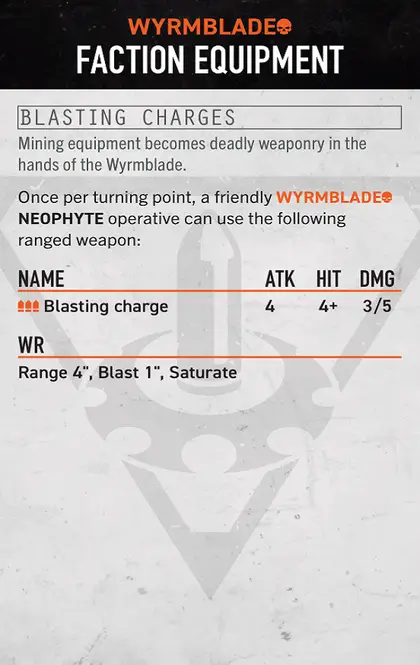 WYRMBLADE
FACTION EQUIPMENT
BLASTING CHARGES
Mining equipment becomes deadly weaponry in the
hands of the Wyrmblade.
Once per turning point, a friendly WYRMBLADE
NEOPHYTE operative can use the following
ranged weapon:
NAME ATK HIT DMG
Blasting charge 4 4+ 3/5
WR
Range 4", Blast 1", Saturate